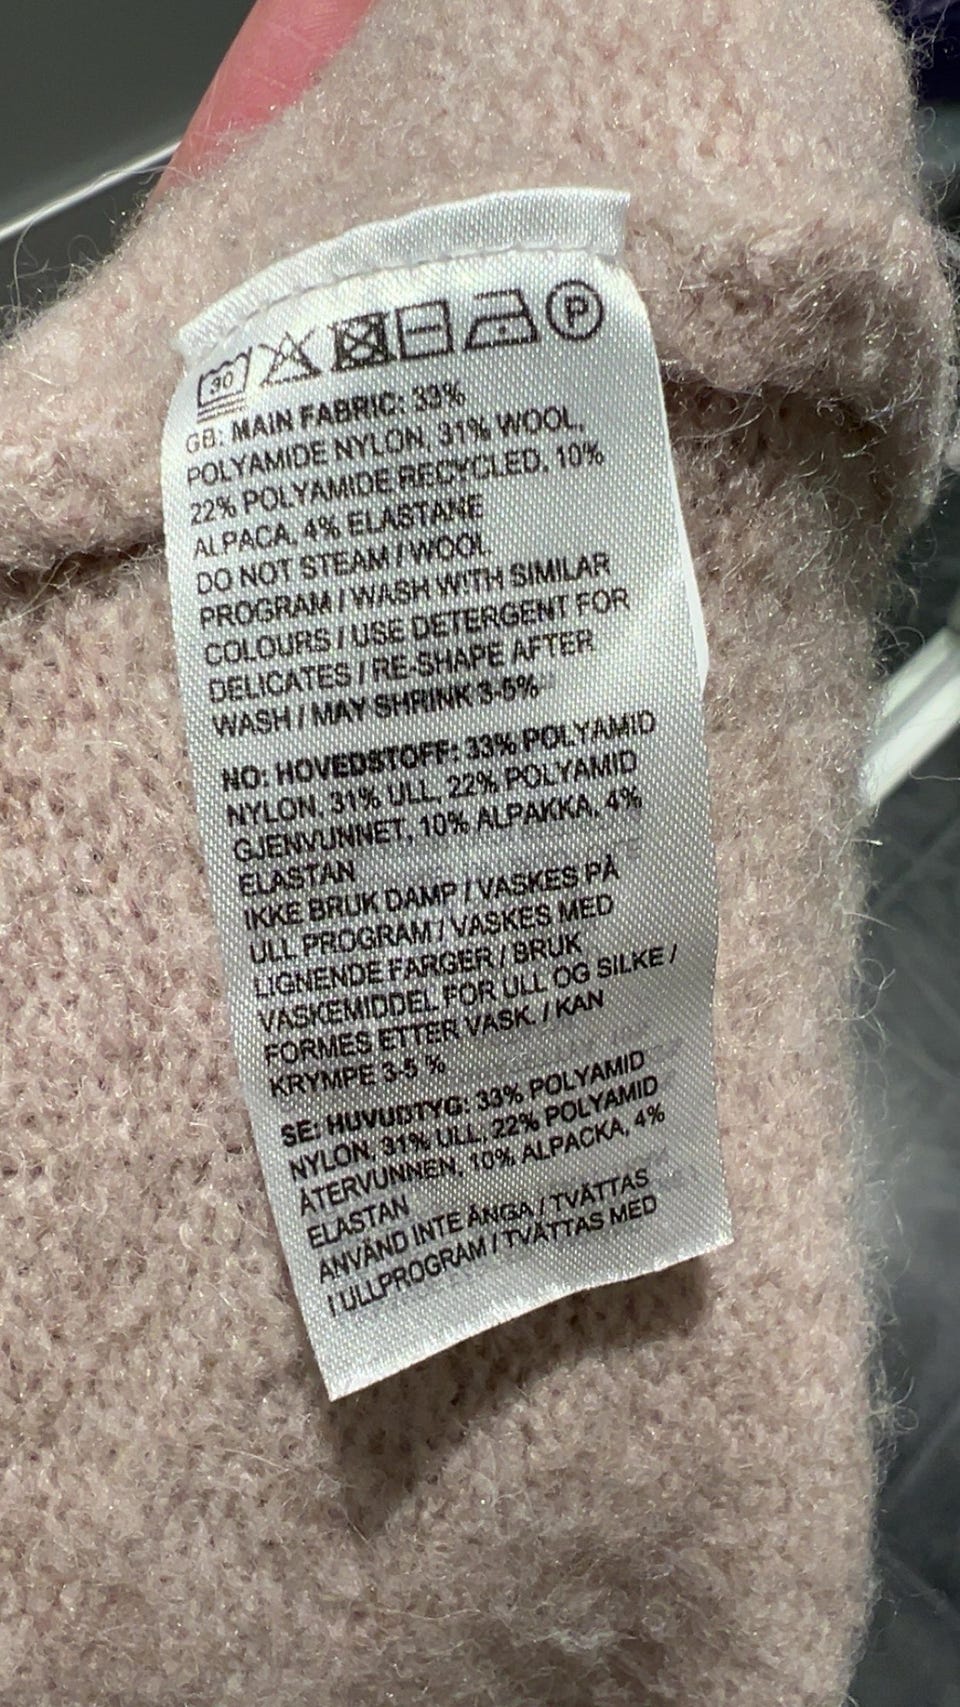 30 P
GB: MAIN FABRIC: 33%
POLYAMIDE NYLON, 31% WOOL,
22% POLYAMIDE RECYCLED, 10%
ALPACA, 4% ELASTANE
DO NOT STEAM / WOOL
PROGRAM / WASH WITH SIMILAR
COLOURS / USE DETERGENT FOR
DELICATES / RE-SHAPE AFTER
WASH / MAY SHRINK 3-5%
NO: HOVEDSTOFF: 33% POLYAMID
NYLON, 31% ULL, 22% POLYAMID
GJENVUNNET, 10% ALPAKKA, 4%
ELASTAN
IKKE BRUK DAMP / VASKES PÅ
ULL PROGRAM / VASKES MED
LIGNENDE FARGER / BRUK
VASKEMIDDEL FOR ULL OG SILKE /
FORMES ETTER VASK. / KAN
KRYMPE 3-5 %
SE: HUVUDTYG: 33% POLYAMID
NYLON, 31% ULL, 22% POLYAMID
ÅTERVUNNEN, 10% ALPACKA, 4%
ELASTAN
ANVÄND INTE ÅNGA / TVÄTTAS
I ULLPROGRAM / TVÄTTAS MED